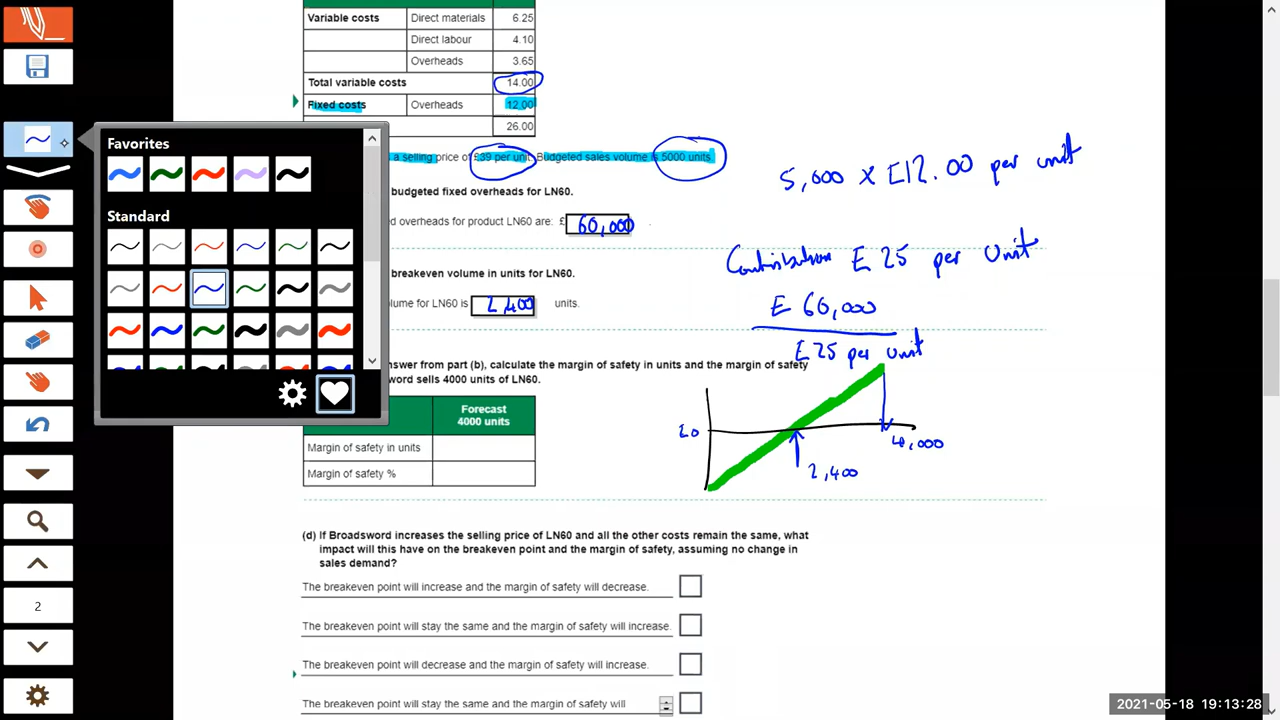 Variable costs Direct materials 6.25
Direct labour 4.10
Overheads 3.65
Total variable costs 14.00
Fixed costs Overheads 12.00
26.00
a selling price of £39 per unit. Budgeted sales volume is 5000 units
5,000 x £12.00 per unit
budgeted fixed overheads for LN60.
d overheads for product LN60 are: £ 60,000
Contribution £ 25 per Unit
breakeven volume in units for LN60.
lume for LN60 is 2,400 units.
£ 60,000
£ 25 per unit
nswer from part (b), calculate the margin of safety in units and the margin of safety
word sells 4000 units of LN60.
Forecast
4000 units
Margin of safety in units
Margin of safety %
£0
4,000
2,400
(d) If Broadsword increases the selling price of LN60 and all the other costs remain the same, what
impact will this have on the breakeven point and the margin of safety, assuming no change in
sales demand?
The breakeven point will increase and the margin of safety will decrease.
The breakeven point will stay the same and the margin of safety will increase.
The breakeven point will decrease and the margin of safety will increase.
The breakeven point will stay the same and the margin of safety will
Favorites
Standard
2
2021-05-18 19:13:28